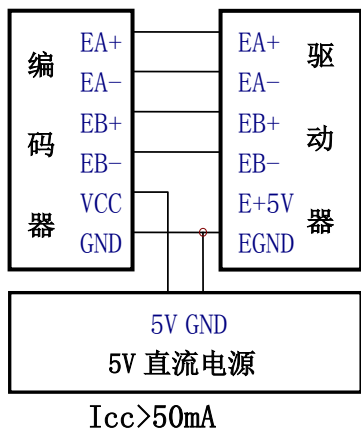 EA+ EA+
编 驱
EA- EA-
EB+ EB+
码 动
EB- EB-
VCC E+5V
器 器
GND EGND
5V GND
5V 直流电源
Icc>50mA